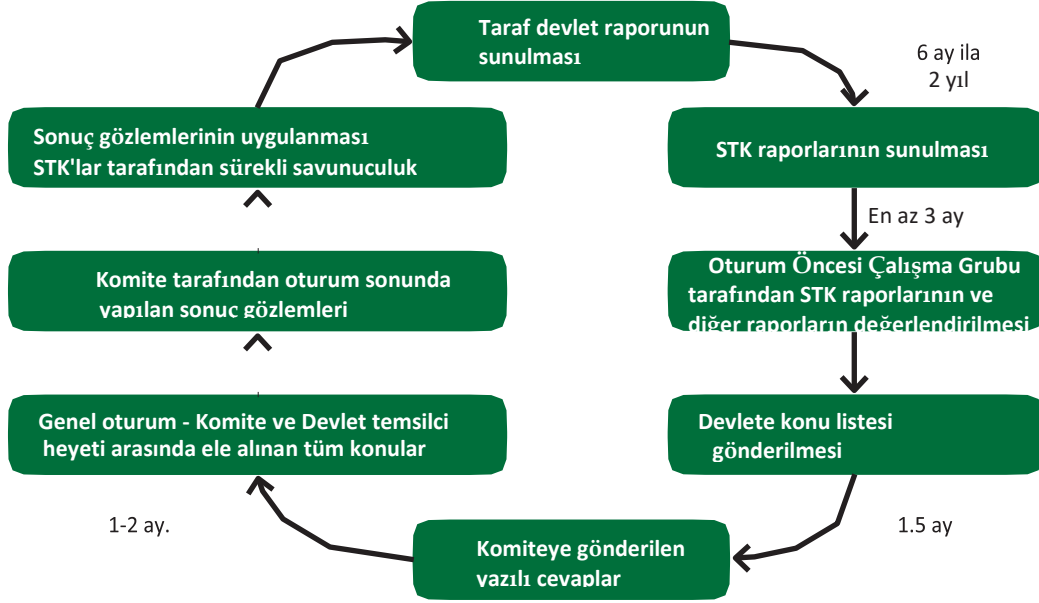 Taraf devlet raporunun
sunulması
6 ay ila
2 yıl
STK raporlarının sunulması
En az 3 ay
Oturum Öncesi Çalışma Grubu
tarafından STK raporlarının ve
diğer raporların değerlendirilmesi
Devlete konu listesi
gönderilmesi
1.5 ay
Komiteye gönderilen
yazılı cevaplar
1-2 ay.
Genel oturum - Komite ve Devlet temsilci
heyeti arasında ele alınan tüm konular
Komite tarafından oturum sonunda
yapılan sonuç gözlemleri
Sonuç gözlemlerinin uygulanması
STK'lar tarafından sürekli savunuculuk